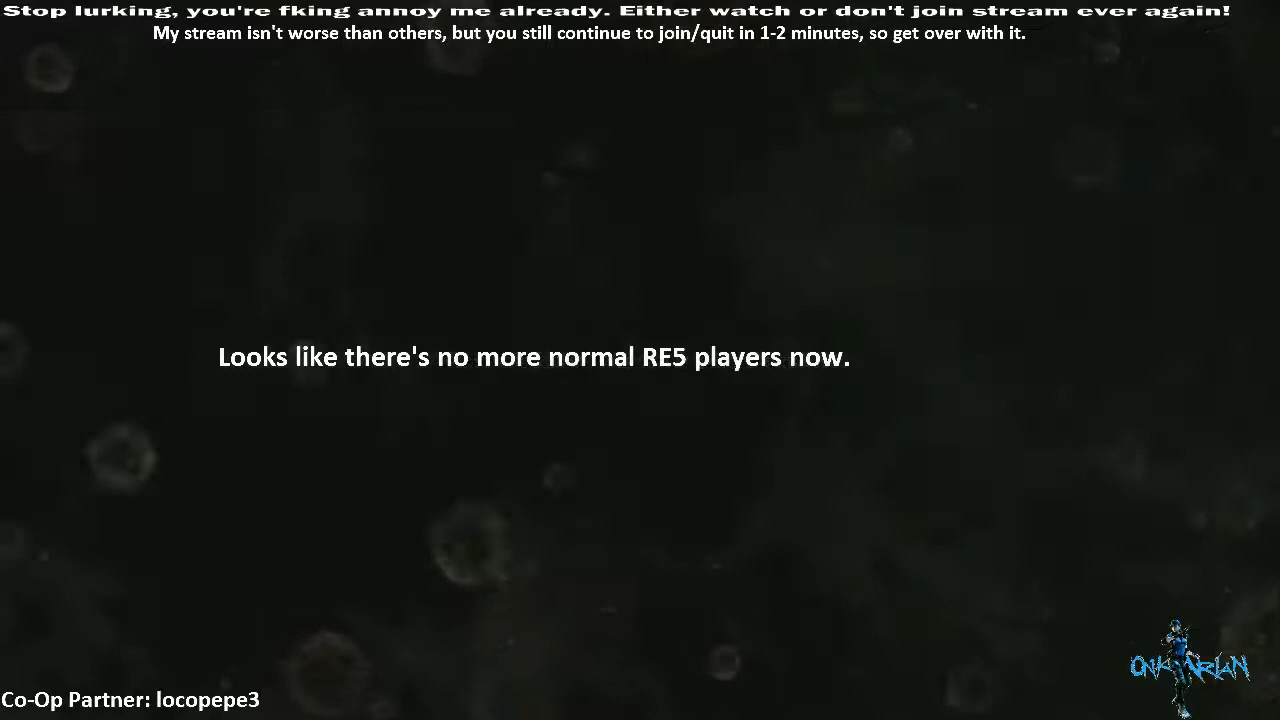 Stop lurking, you're fking annoy me already. Either watch or don't join stream ever again!
My stream isn't worse than others, but you still continue to join/quit in 1-2 minutes, so get over with it.
Looks like there's no more normal RE5 players now.
Co-Op Partner: locopepe3